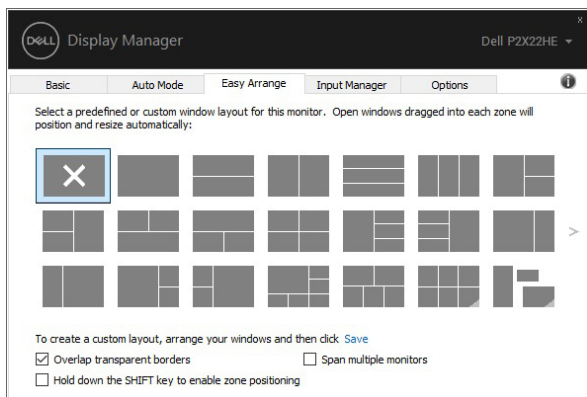 x
DELL Display Manager Dell P2X22HE
Basic Auto Mode Easy Arrange Input Manager Options i
Select a predefined or custom window layout for this monitor. Open windows dragged into each zone will
position and resize automatically:
>
To create a custom layout, arrange your windows and then click Save
Overlap transparent borders Span multiple monitors
Hold down the SHIFT key to enable zone positioning